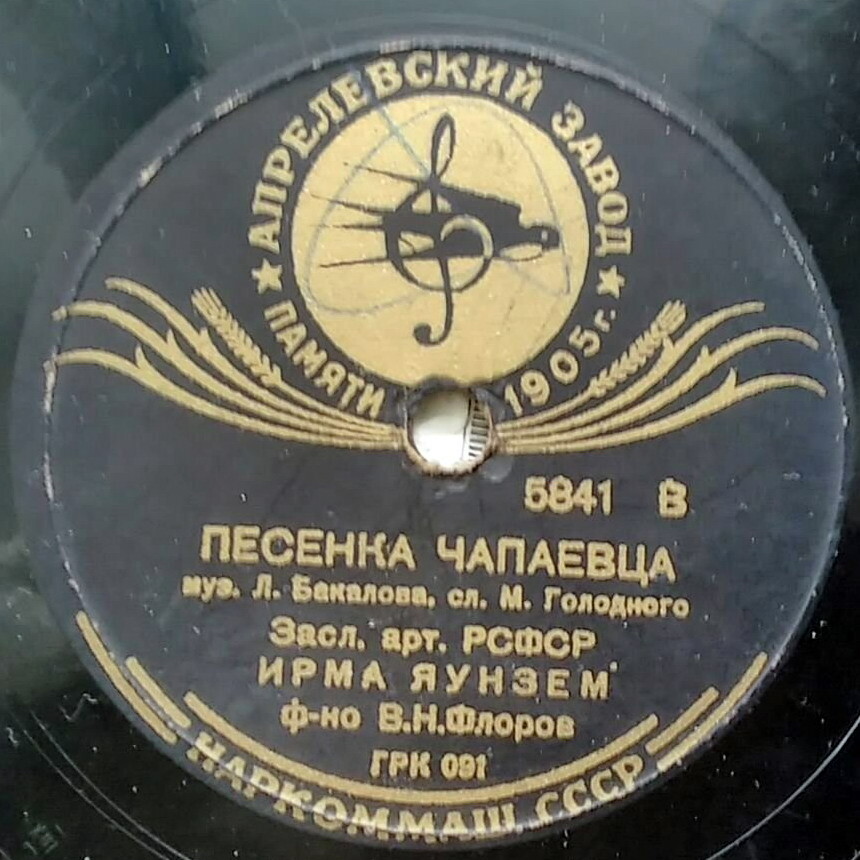 АПРЕЛЕВСКИЙ ЗАВОД
★ ПАМЯТИ 1905 г. ★
5841 В
ПЕСЕНКА ЧАПАЕВЦА
муз. Л. Бакалова, сл. М. Голодного
Засл. арт. РСФСР
ИРМА ЯУНЗЕМ
ф-но В.Н.Флоров
ГРК 091
НАРКОММАШ СССР